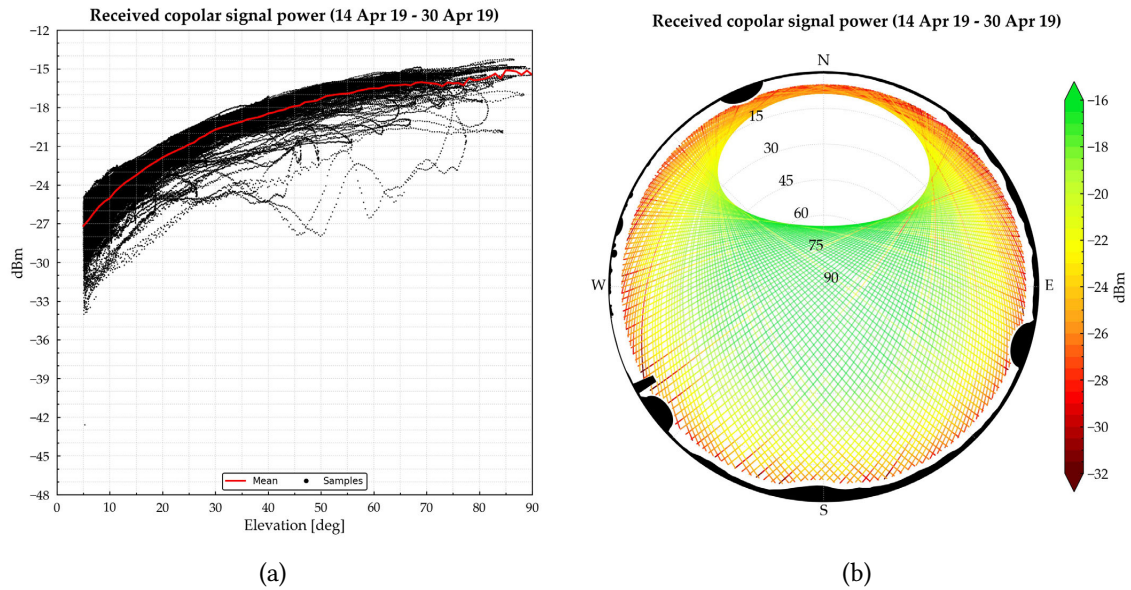 Received copolar signal power (14 Apr 19 - 30 Apr 19)
−12
−15
−18
−21
−24
−27
−30
−33
−36
−39
−42
−45
−48
dBm
0 10 20 30 40 50 60 70 80 90
Elevation [deg]
Mean Samples
(a)
Received copolar signal power (14 Apr 19 - 30 Apr 19)
N
15
30
45
60
75
90
W
E
S
−16
−18
−20
−22
−24
−26
−28
−30
−32
dBm
(b)